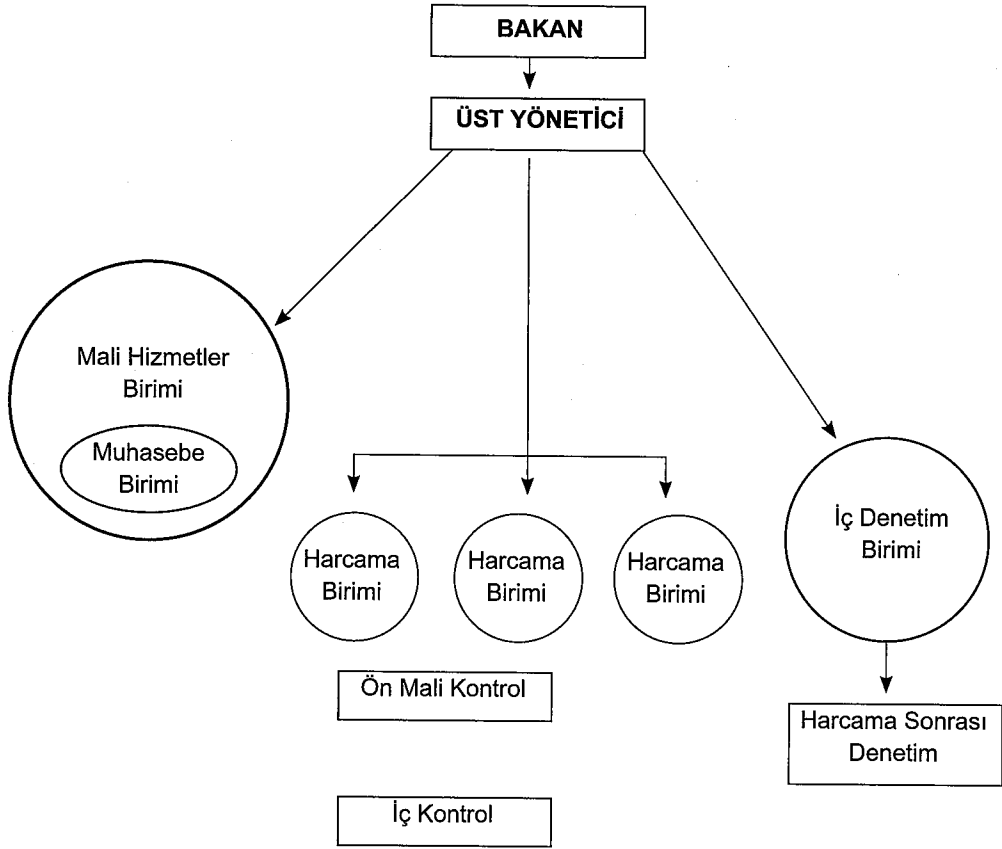 BAKAN
ÜST YÖNETİCİ
Mali Hizmetler
Birimi
Muhasebe
Birimi
Harcama
Birimi
Harcama
Birimi
Harcama
Birimi
İç Denetim
Birimi
Ön Mali Kontrol
Harcama Sonrası
Denetim
İç Kontrol